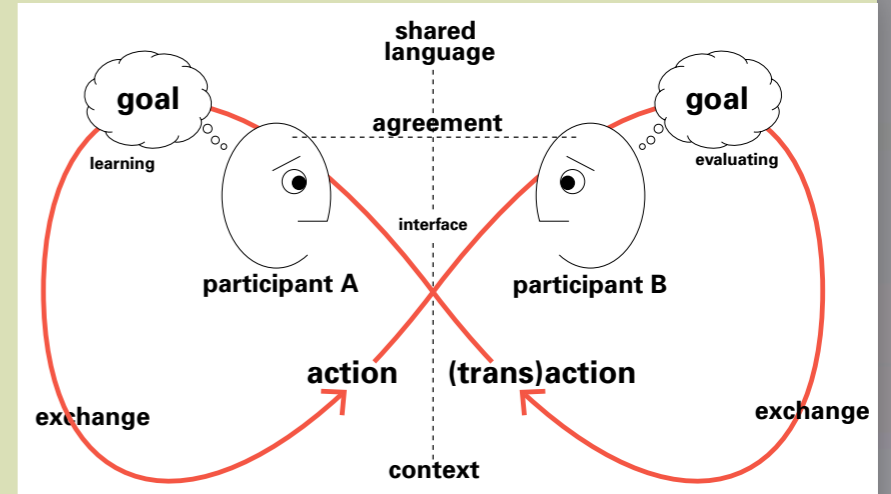 shared
language
goal
goal
agreement
learning
evaluating
interface
participant A
participant B
action
(trans)action
exchange
exchange
context